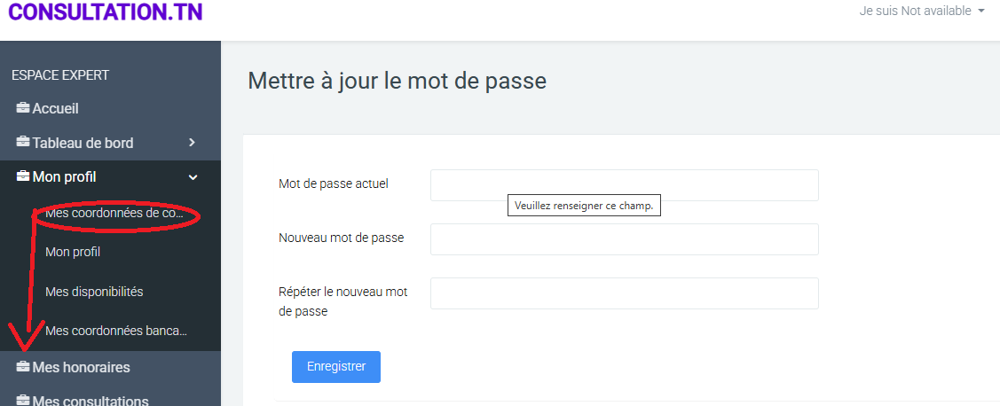 CONSULTATION.TN
Je suis Not available
ESPACE EXPERT
Accueil
Tableau de bord
Mon profil
Mes coordonnées de co...
Mon profil
Mes disponibilités
Mes coordonnées banca...
Mes honoraires
Mes consultations
Mettre à jour le mot de passe
Mot de passe actuel
Veuillez renseigner ce champ.
Nouveau mot de passe
Répéter le nouveau mot
de passe
Enregistrer